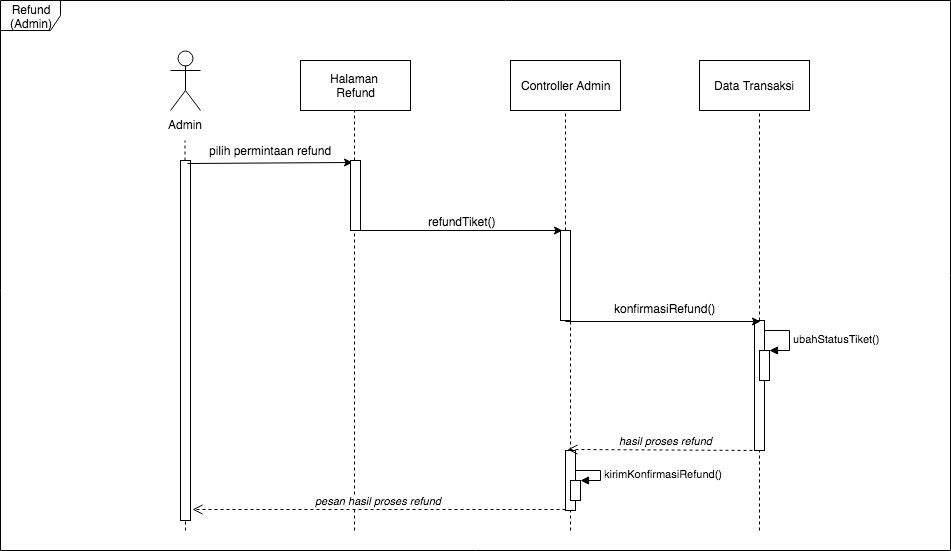 Refund
(Admin)
Halaman
Refund
Controller Admin
Data Transaksi
Admin
pilih permintaan refund
refundTiket()
konfirmasiRefund()
ubahStatusTiket()
hasil proses refund
kirimKonfirmasiRefund()
pesan hasil proses refund